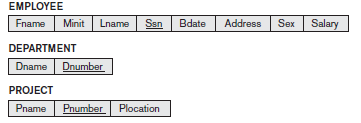 EMPLOYEE
Fname Minit Lname Ssn Bdate Address Sex Salary
DEPARTMENT
Dname Dnumber
PROJECT
Pname Pnumber Plocation